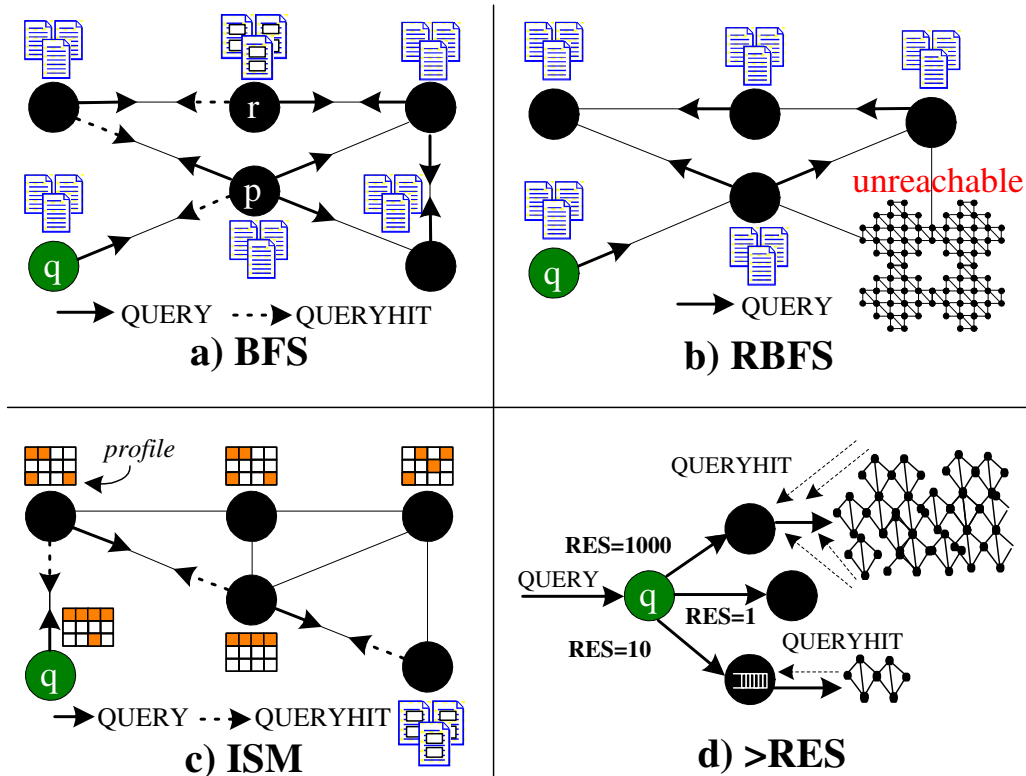 r
p
q
QUERY
QUERYHIT
a) BFS
unreachable
q
QUERY
b) RBFS
profile
q
QUERY
QUERYHIT
c) ISM
QUERYHIT
RES=1000
QUERY
q
RES=1
RES=10
QUERYHIT
d) >RES